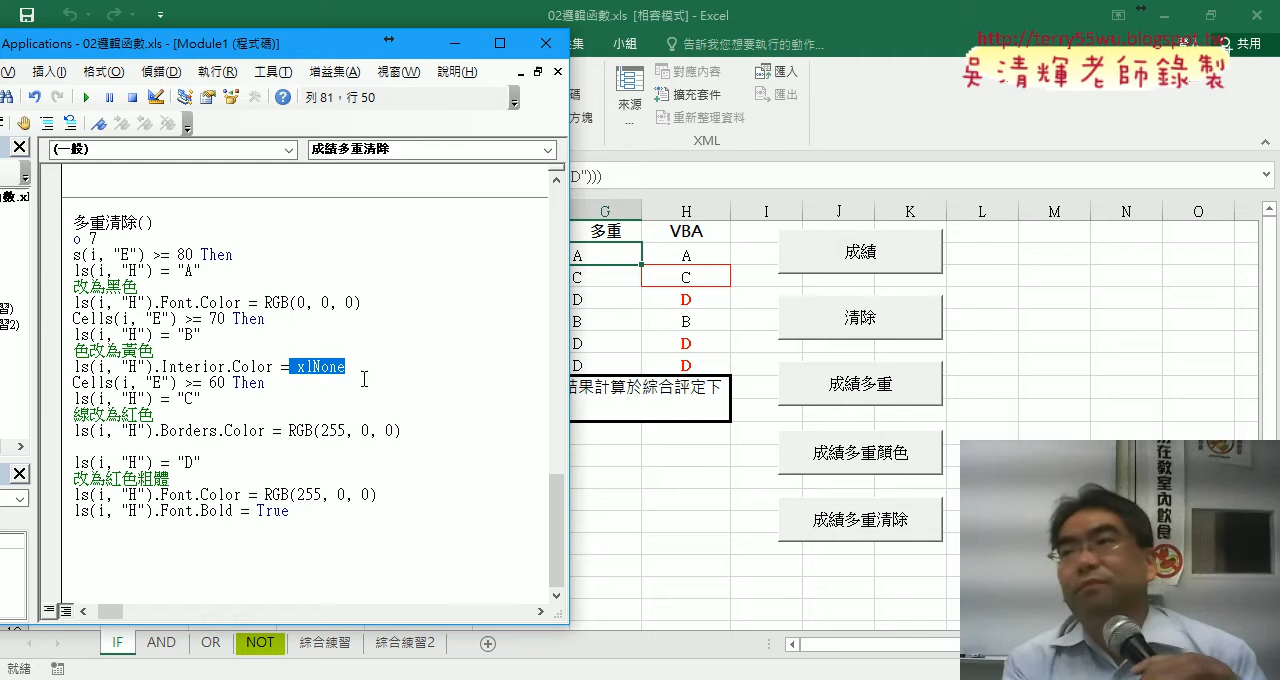 02邏輯函數.xls [相容模式] - Excel
http://terry55wu.blogspot.tw
吳清輝老師錄製
Applications - 02邏輯函數.xls - [Module1 (程式碼)]
小組
告訴我您想要執行的動作...
共用
(V) 插入(I) 格式(O) 偵錯(D) 執行(R) 工具(T) 增益集(A) 視窗(W) 說明(H)
列 81，行 50
來源
...
對應內容
擴充套件
重新整理資料
匯入
匯出
XML
(一般)
成績多重清除
D")))
多重清除()
o 7
s(i, "E") >= 80 Then
ls(i, "H") = "A"
改為黑色
ls(i, "H").Font.Color = RGB(0, 0, 0)
Cells(i, "E") >= 70 Then
ls(i, "H") = "B"
色改為黃色
ls(i, "H").Interior.Color = xlNone
Cells(i, "E") >= 60 Then
ls(i, "H") = "C"
線改為紅色
ls(i, "H").Borders.Color = RGB(255, 0, 0)
ls(i, "H") = "D"
改為紅色粗體
ls(i, "H").Font.Color = RGB(255, 0, 0)
ls(i, "H").Font.Bold = True
G H I J K L M N O
多重 VBA
A A
C C
D D
D B
D D
D D
結果計算於綜合評定下
成績
清除
成績多重
成績多重顏色
成績多重清除
IF AND OR NOT 綜合練習 綜合練習2
就緒